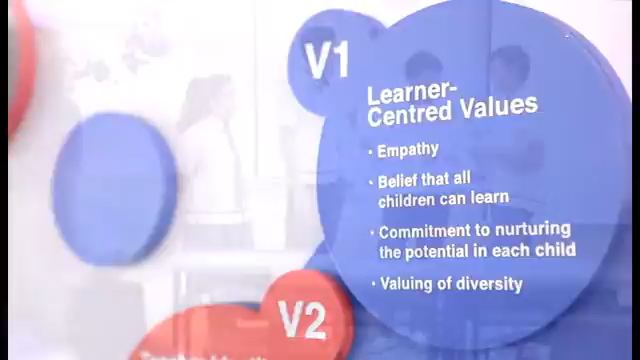 V1
Learner-
Centred Values
• Empathy
• Belief that all
children can learn
• Commitment to nurturing
the potential in each child
• Valuing of diversity
V2